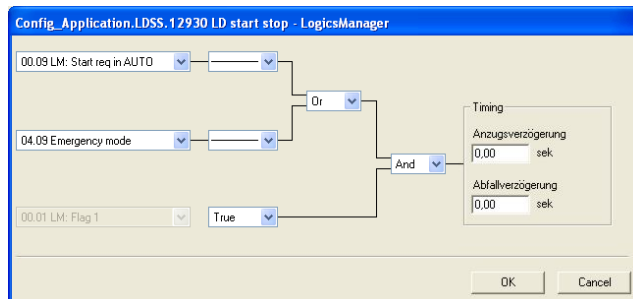 Config_Application.LDSS.12930 LD start stop - LogicsManager
00.09 LM: Start req in AUTO
Or
Timing
Anzugsverzögerung
0,00 sek
04.09 Emergency mode
And
Abfallverzögerung
0,00 sek
00.01 LM: Flag 1
True
OK
Cancel